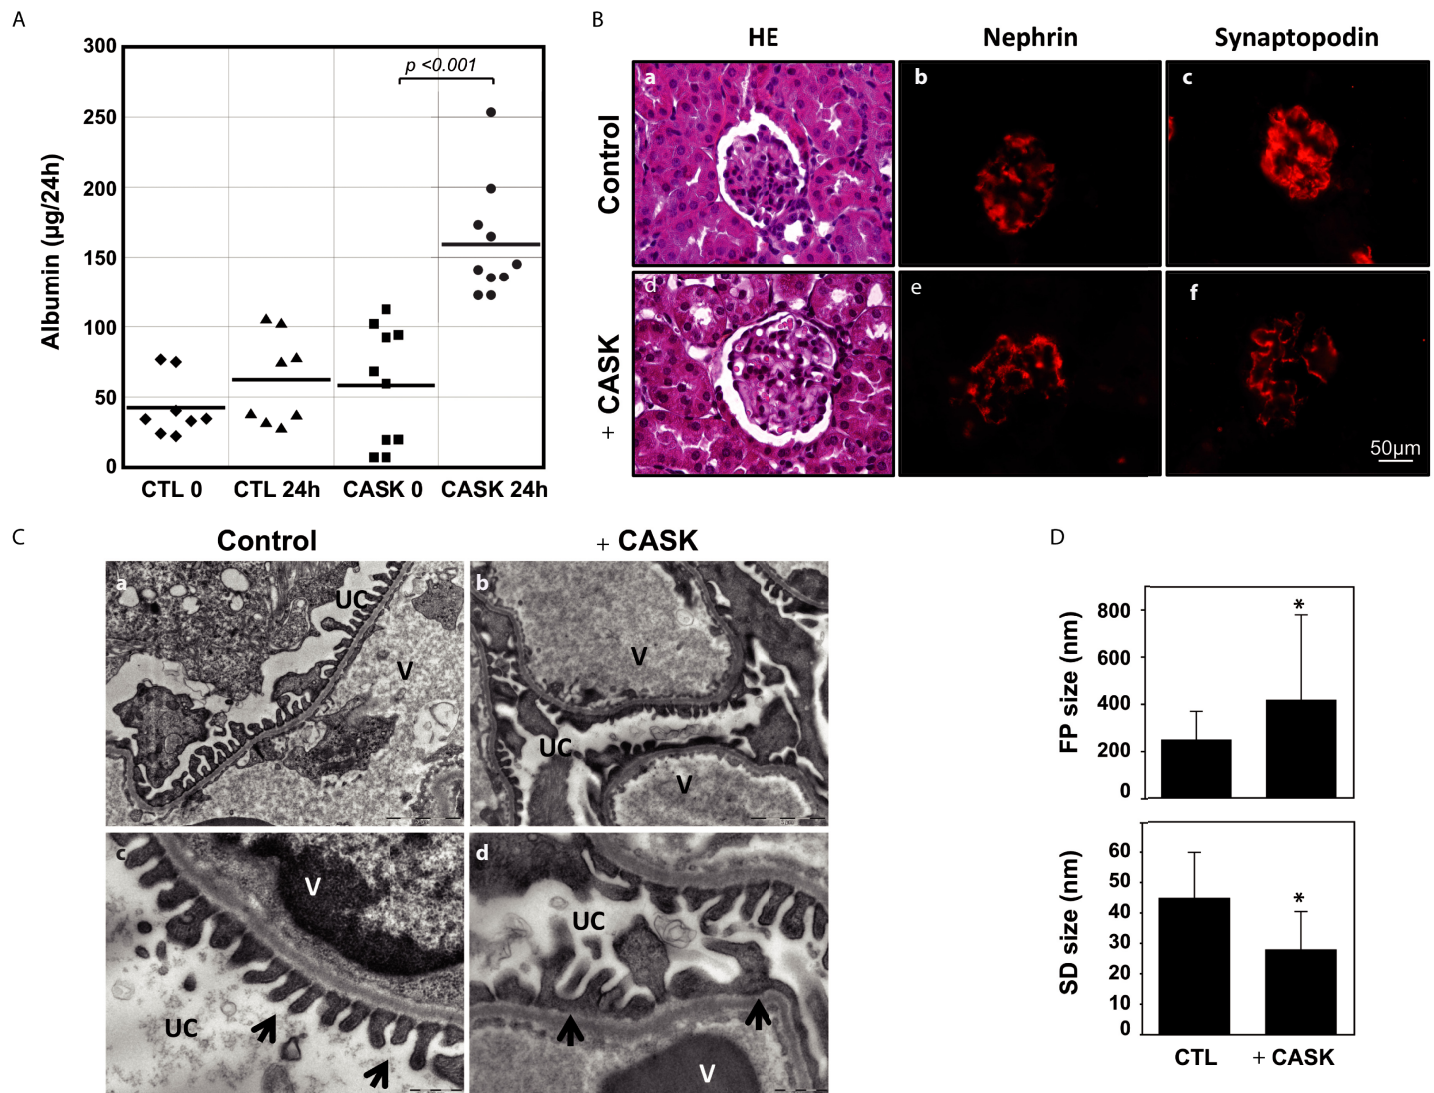 A
300
250
200
150
100
50
0
Albumin (µg/24h)
p <0.001
CTL 0 CTL 24h CASK 0 CASK 24h
B
HE Nephrin Synaptopodin
Control
a b c
+ CASK
d e f
50µm
C
Control + CASK
a UC V
b V UC V
c V UC
d UC V
D
FP size (nm)
800
600
400
200
0
*
SD size (nm)
60
50
40
30
20
10
0
*
CTL + CASK